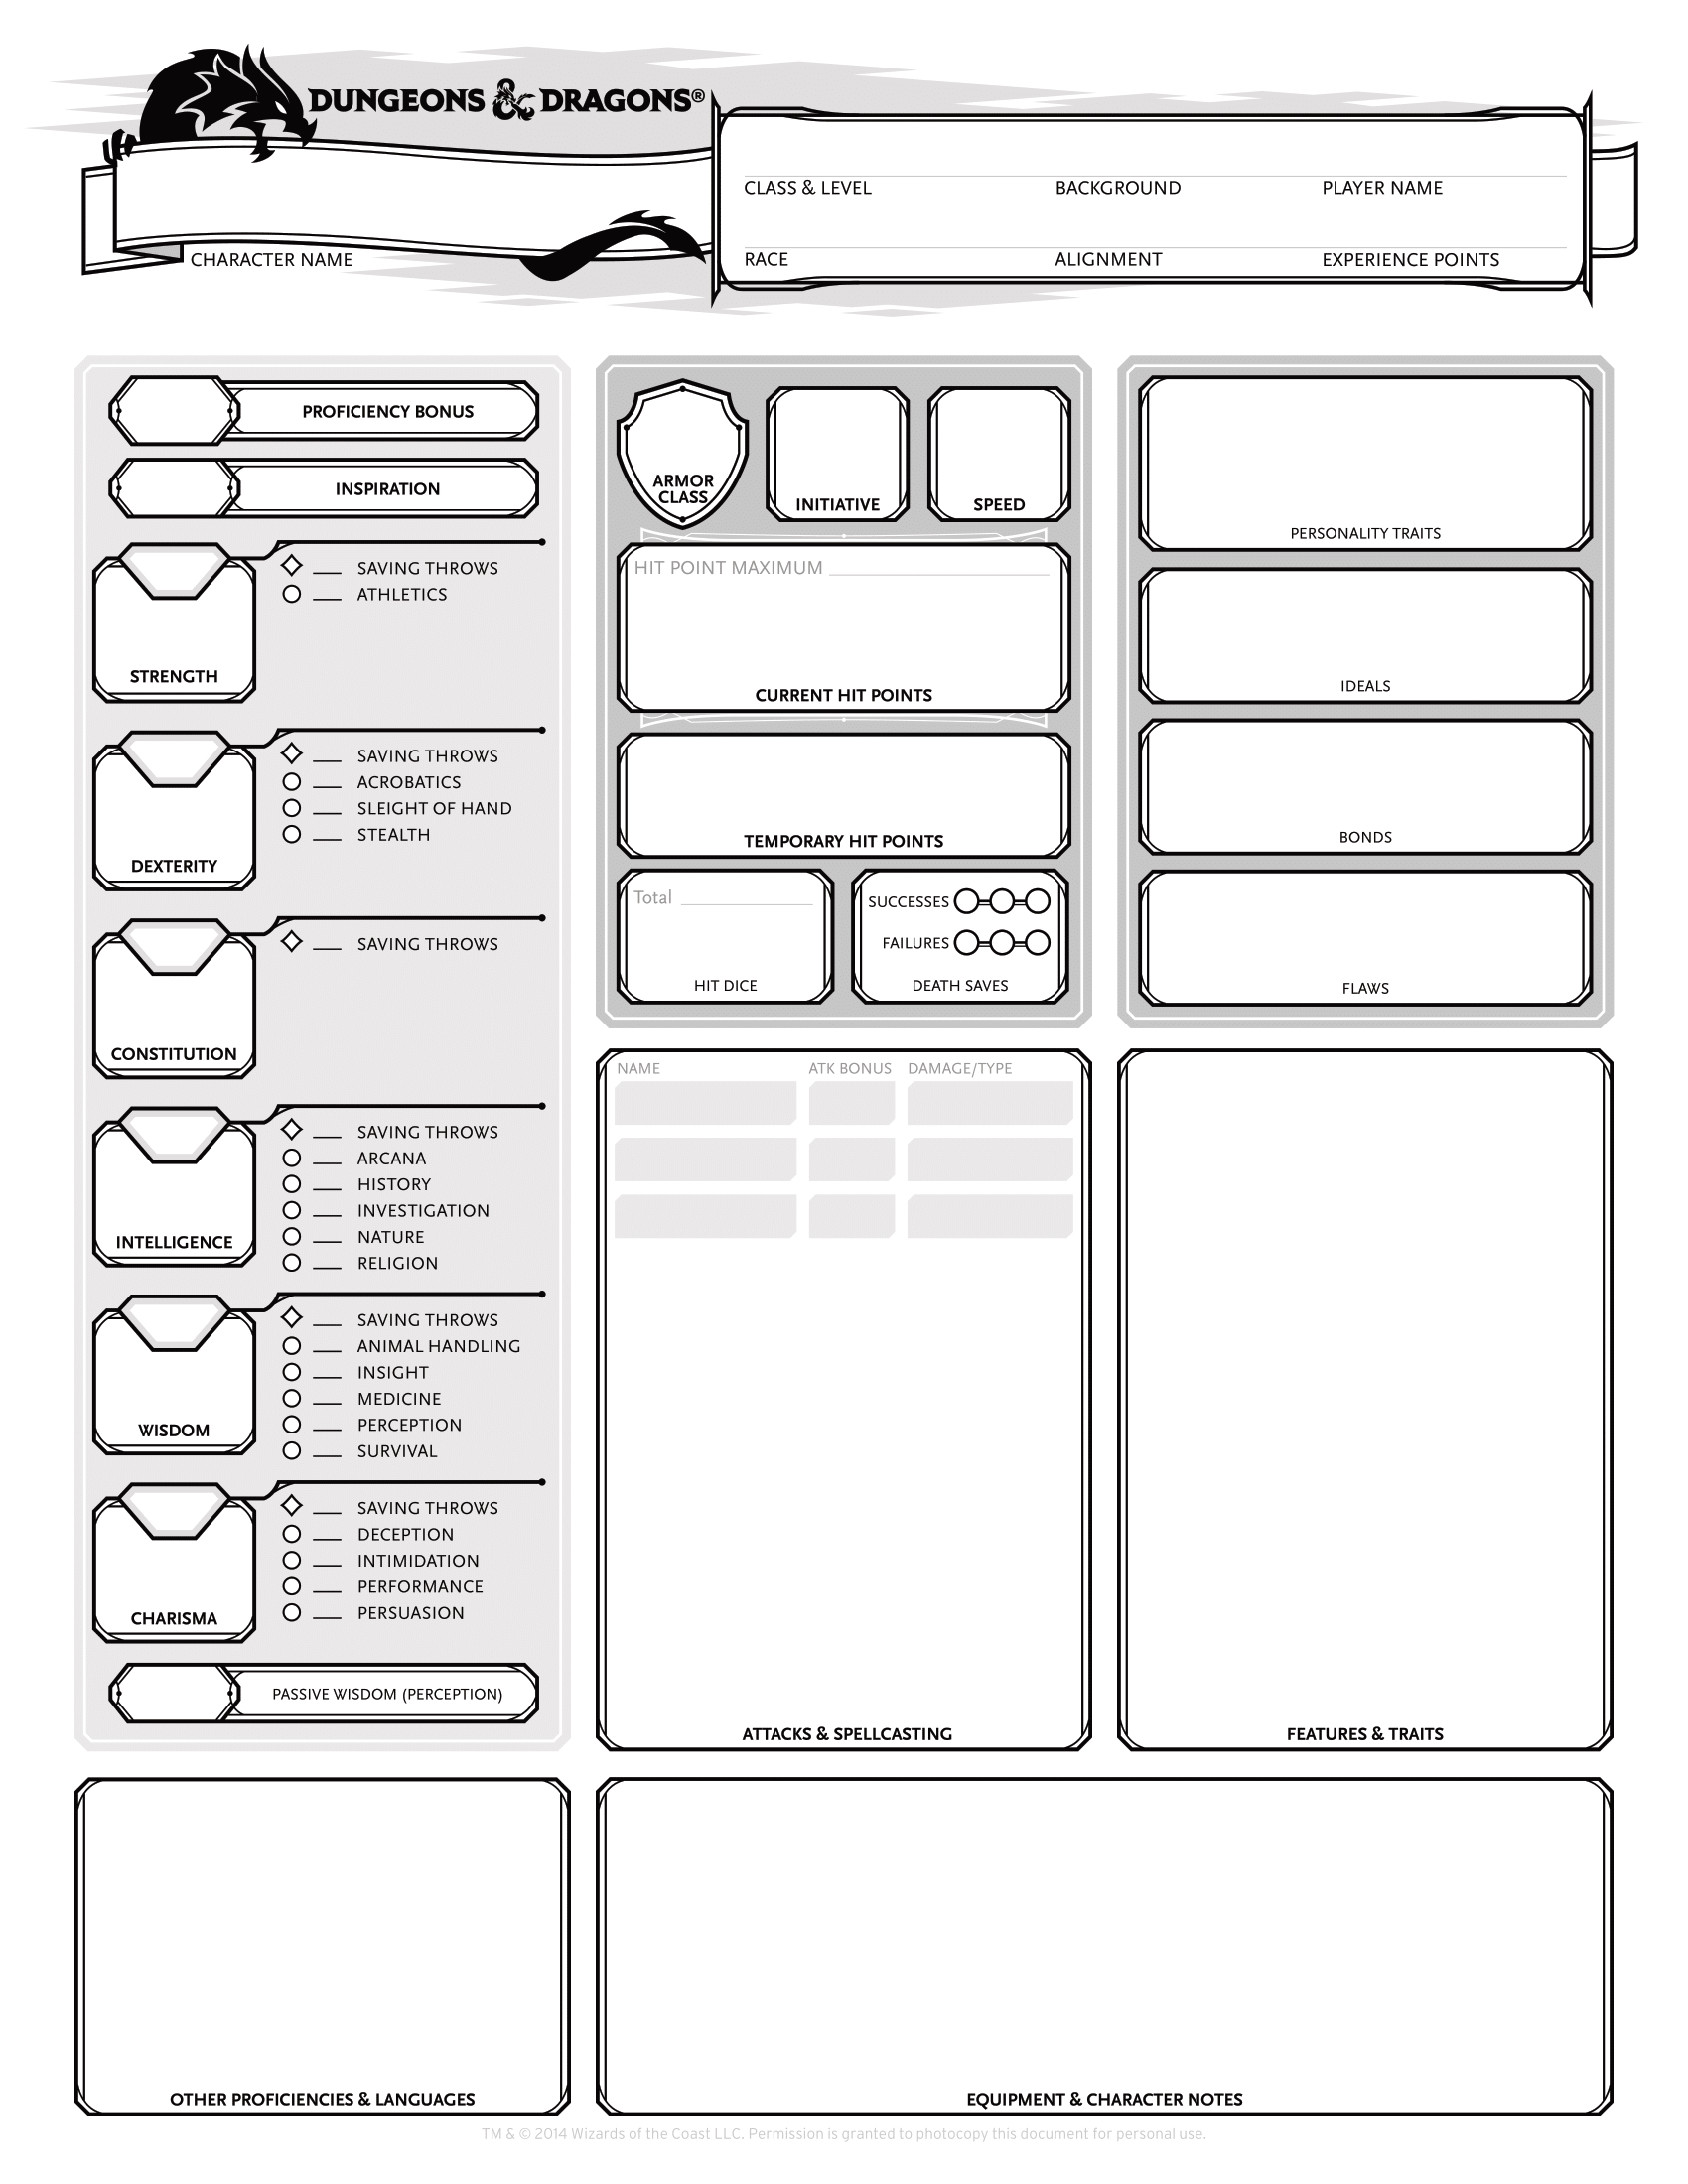 DUNGEONS & DRAGONS®
CHARACTER NAME
CLASS & LEVEL BACKGROUND PLAYER NAME
RACE ALIGNMENT EXPERIENCE POINTS
PROFICIENCY BONUS
INSPIRATION
STRENGTH
SAVING THROWS
ATHLETICS
DEXTERITY
SAVING THROWS
ACROBATICS
SLEIGHT OF HAND
STEALTH
CONSTITUTION
SAVING THROWS
INTELLIGENCE
SAVING THROWS
ARCANA
HISTORY
INVESTIGATION
NATURE
RELIGION
WISDOM
SAVING THROWS
ANIMAL HANDLING
INSIGHT
MEDICINE
PERCEPTION
SURVIVAL
CHARISMA
SAVING THROWS
DECEPTION
INTIMIDATION
PERFORMANCE
PERSUASION
PASSIVE WISDOM (PERCEPTION)
ARMOR
CLASS
INITIATIVE
SPEED
HIT POINT MAXIMUM
CURRENT HIT POINTS
TEMPORARY HIT POINTS
Total
HIT DICE
SUCCESSES
FAILURES
DEATH SAVES
PERSONALITY TRAITS
IDEALS
BONDS
FLAWS
NAME ATK BONUS DAMAGE/TYPE
ATTACKS & SPELLCASTING
FEATURES & TRAITS
OTHER PROFICIENCIES & LANGUAGES
EQUIPMENT & CHARACTER NOTES
TM & © 2014 Wizards of the Coast LLC. Permission is granted to photocopy this document for personal use.